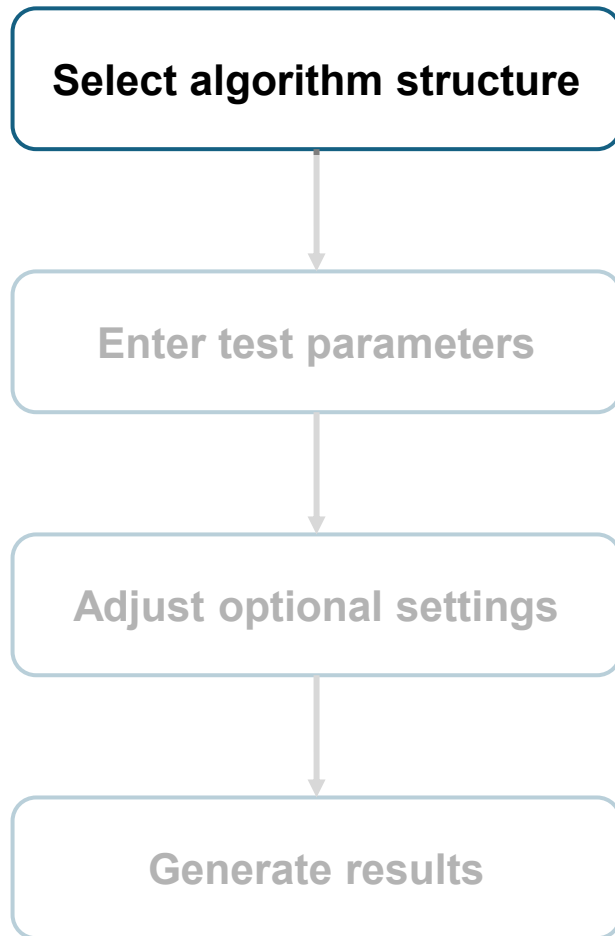 Select algorithm structure
Enter test parameters
Adjust optional settings
Generate results